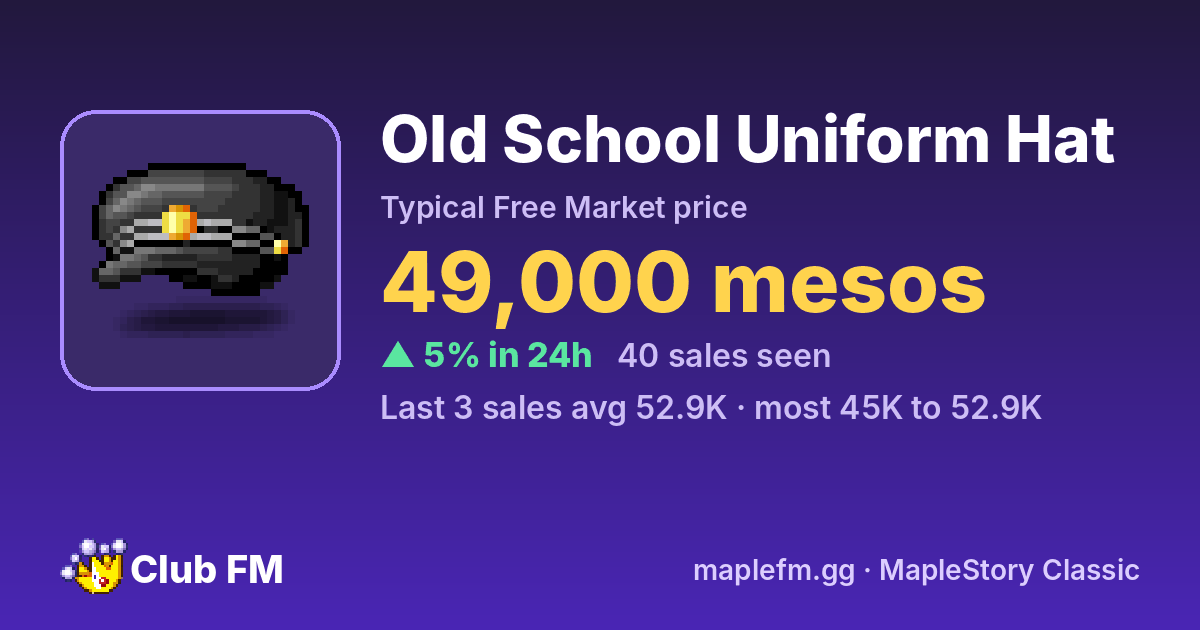 Old School Uniform Hat
Typical Free Market price
49,000 mesos
▲ 5% in 24h 40 sales seen
Last 3 sales avg 52.9K · most 45K to 52.9K
Club FM
maplefm.gg · MapleStory Classic